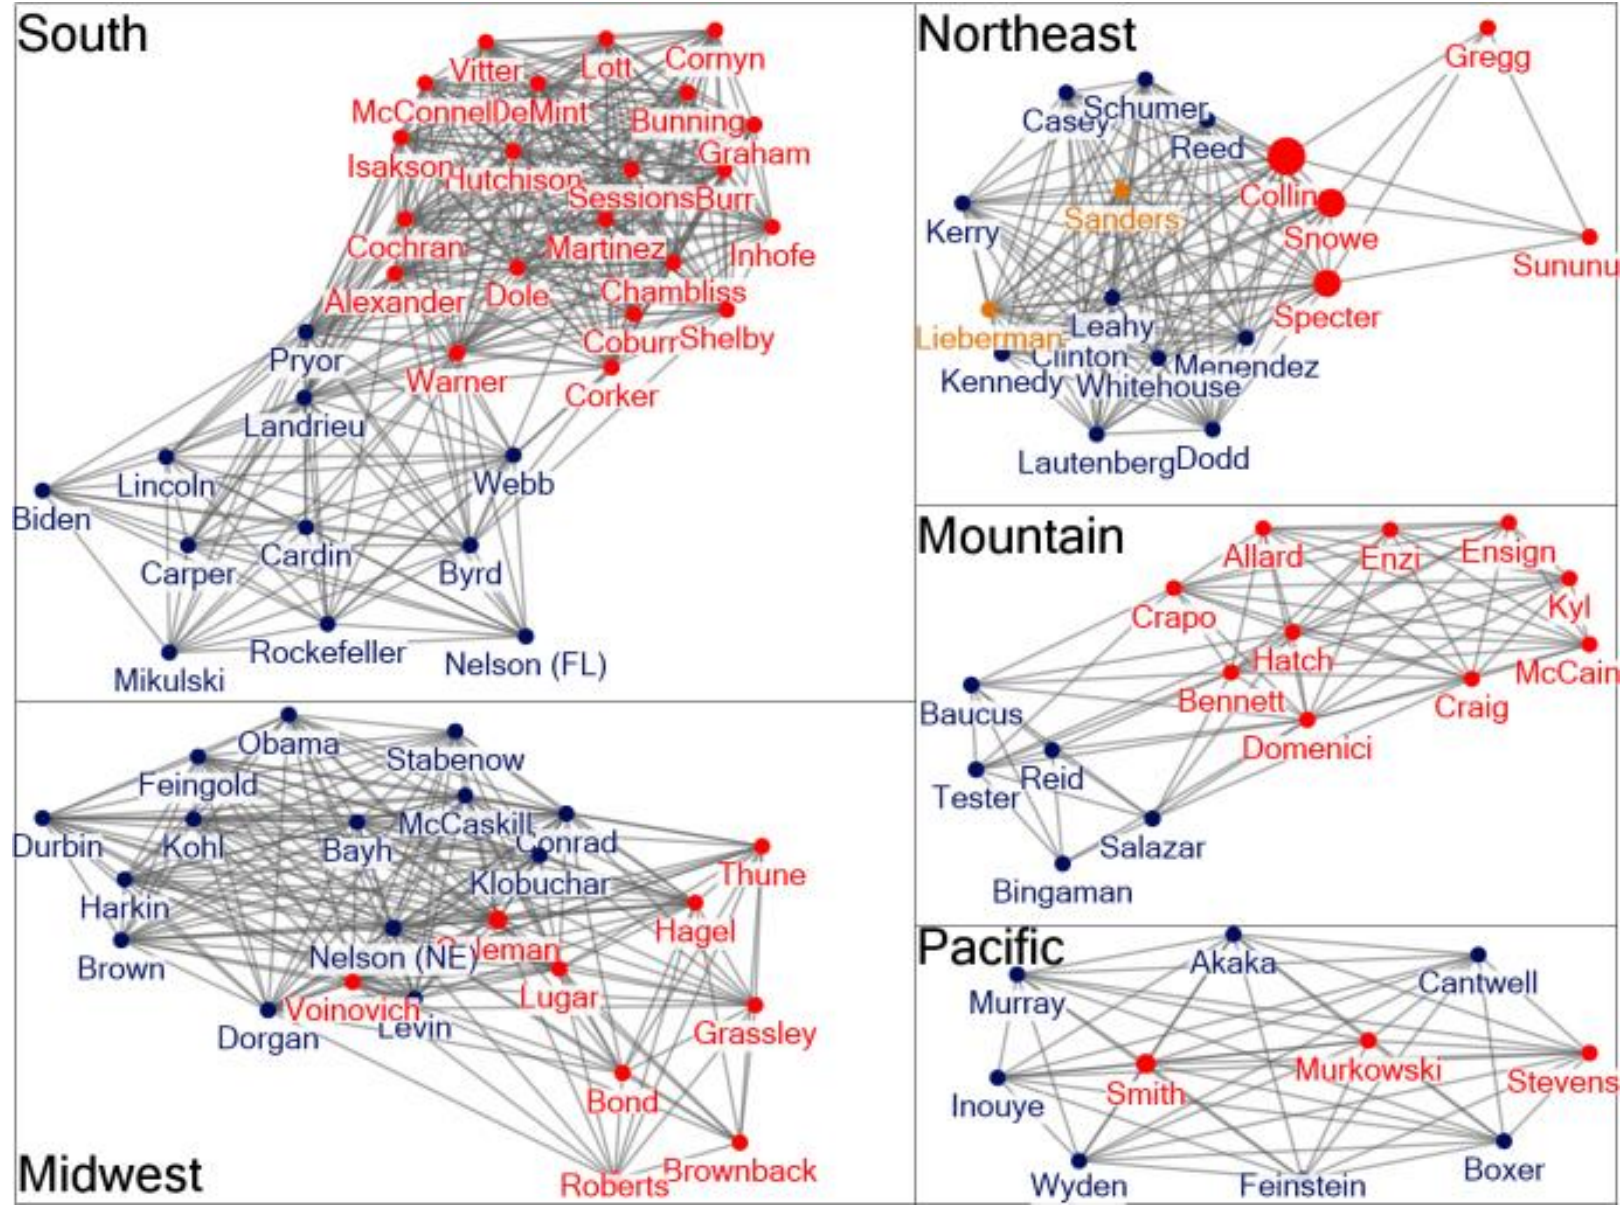 South
Vitter
Lott
Cornyn
McConnel
DeMint
Bunning
Graham
Isakson
Hutchison
Sessions
Burr
Cochran
Martinez
Inhofe
Alexander
Dole
Chambliss
Coburr
Shelby
Pryor
Warner
Corker
Landrieu
Lincoln
Webb
Biden
Carper
Cardin
Byrd
Rockefeller
Nelson (FL)
Mikulski
Northeast
Gregg
Casey
Schumer
Reed
Collin
Sanders
Kerry
Snowe
Sununu
Specter
Leahy
Lieberman
Clinton
Menendez
Kennedy
Whitehouse
Lautenberg
Dodd
Mountain
Allard
Enzi
Ensign
Kyl
Crapo
Hatch
McCain
Bennett
Craig
Baucus
Domenici
Reid
Tester
Salazar
Bingaman
Midwest
Obama
Stabenow
Feingold
Durbin
Kohl
Bayh
McCaskill
Conrad
Thune
Klobuchar
Harkin
Hagel
Nelson (NE)
Brown
Lugar
Voinovich
Levin
Dorgan
Grassley
Bond
Brownback
Roberts
Pacific
Akaka
Cantwell
Murray
Murkowski
Stevens
Smith
Inouye
Boxer
Wyden
Feinstein